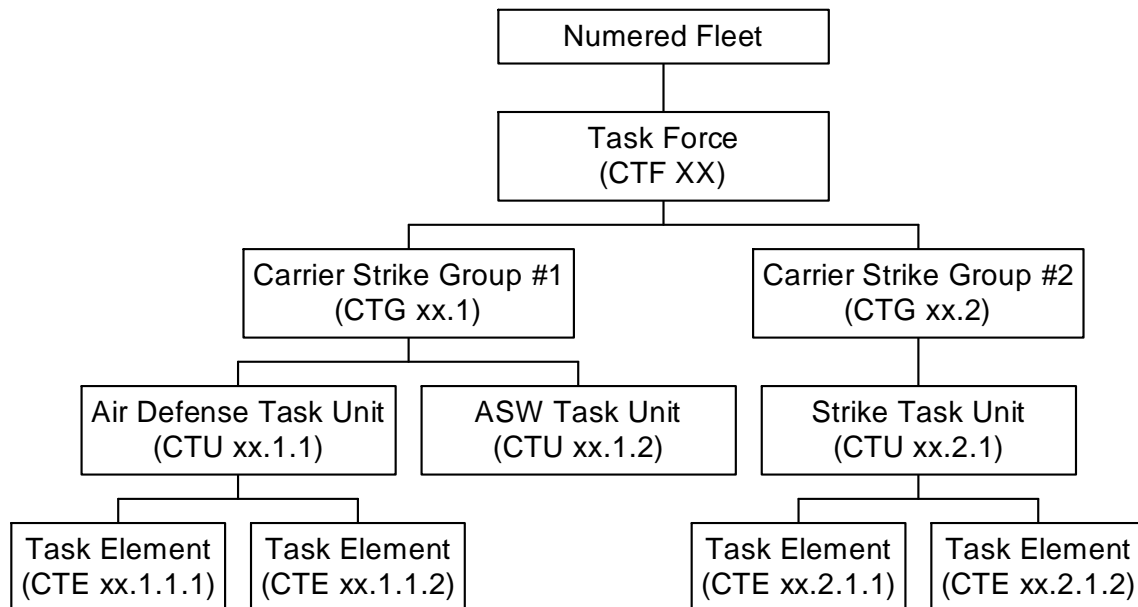 Numered Fleet
Task Force
(CTF XX)
Carrier Strike Group #1
(CTG xx.1)
Carrier Strike Group #2
(CTG xx.2)
Air Defense Task Unit
(CTU xx.1.1)
ASW Task Unit
(CTU xx.1.2)
Strike Task Unit
(CTU xx.2.1)
Task Element
(CTE xx.1.1.1)
Task Element
(CTE xx.1.1.2)
Task Element
(CTE xx.2.1.1)
Task Element
(CTE xx.2.1.2)